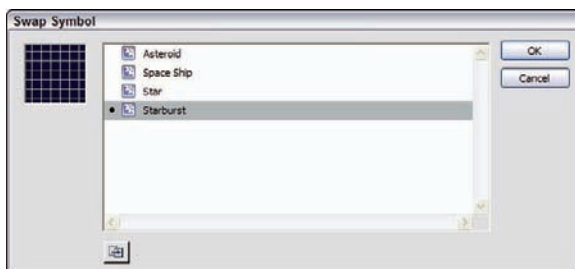 Swap Symbol
Asteroid
Space Ship
Star
Starburst
OK
Cancel